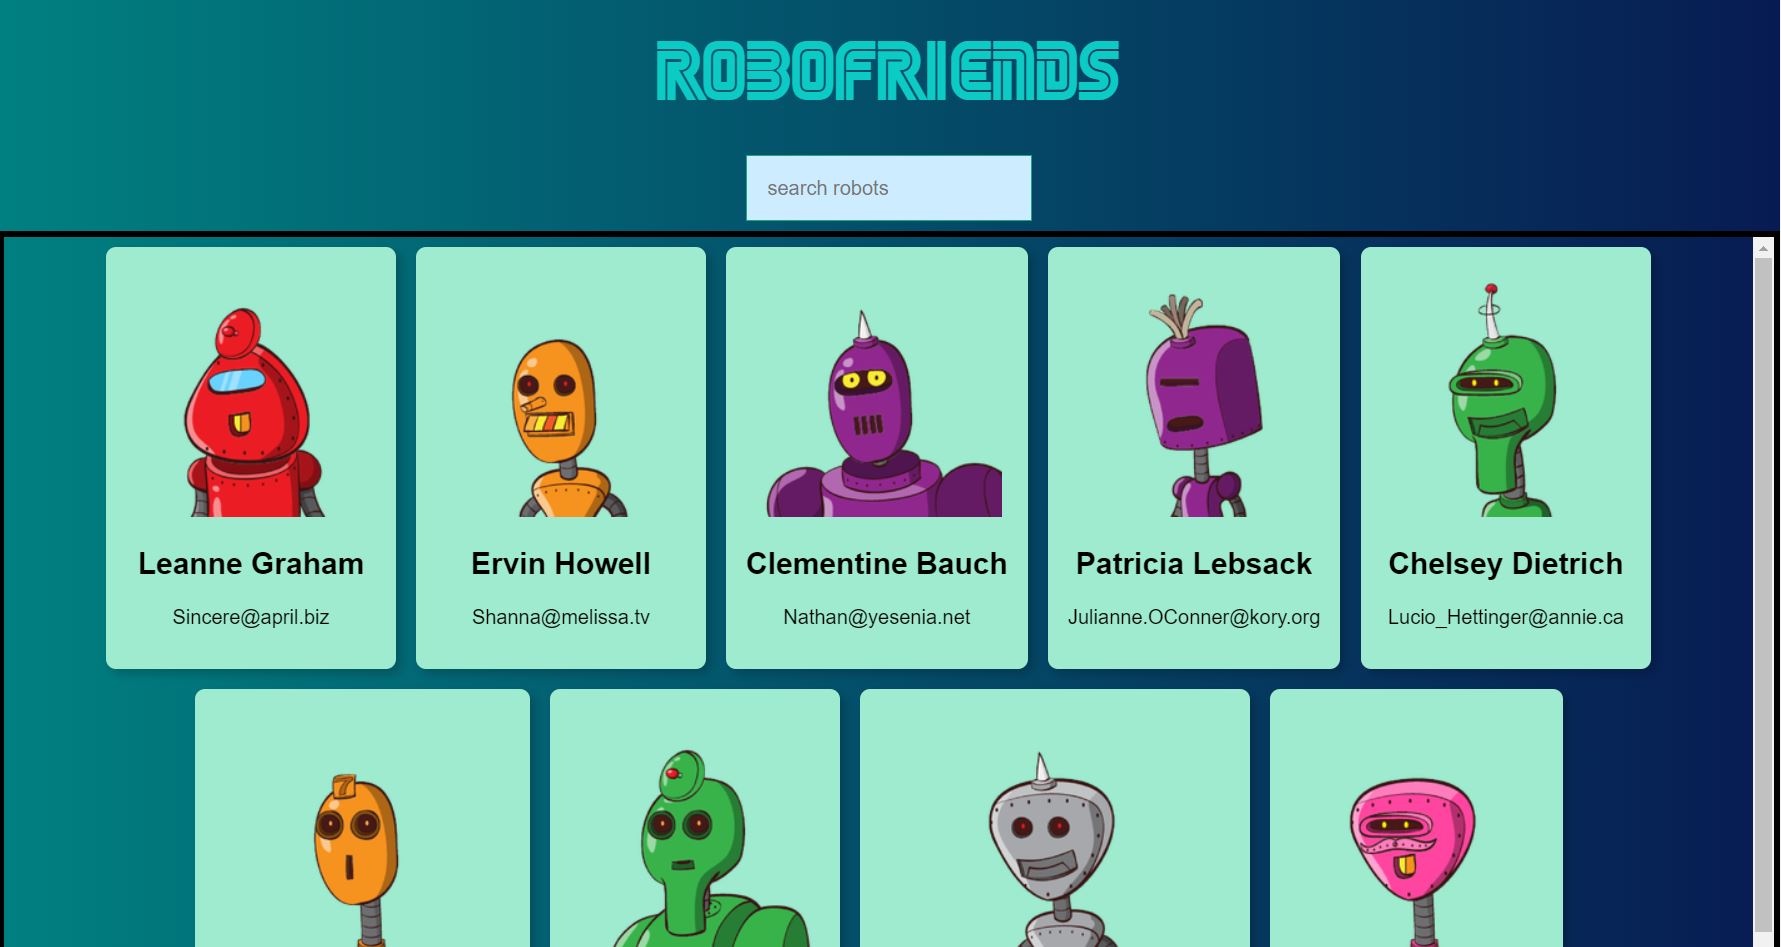 ROBOFRIENDS
search robots
Leanne Graham
Sincere@april.biz
Ervin Howell
Shanna@melissa.tv
Clementine Bauch
Nathan@yesenia.net
Patricia Lebsack
Julianne.OConner@kory.org
Chelsey Dietrich
Lucio_Hettinger@annie.ca
7